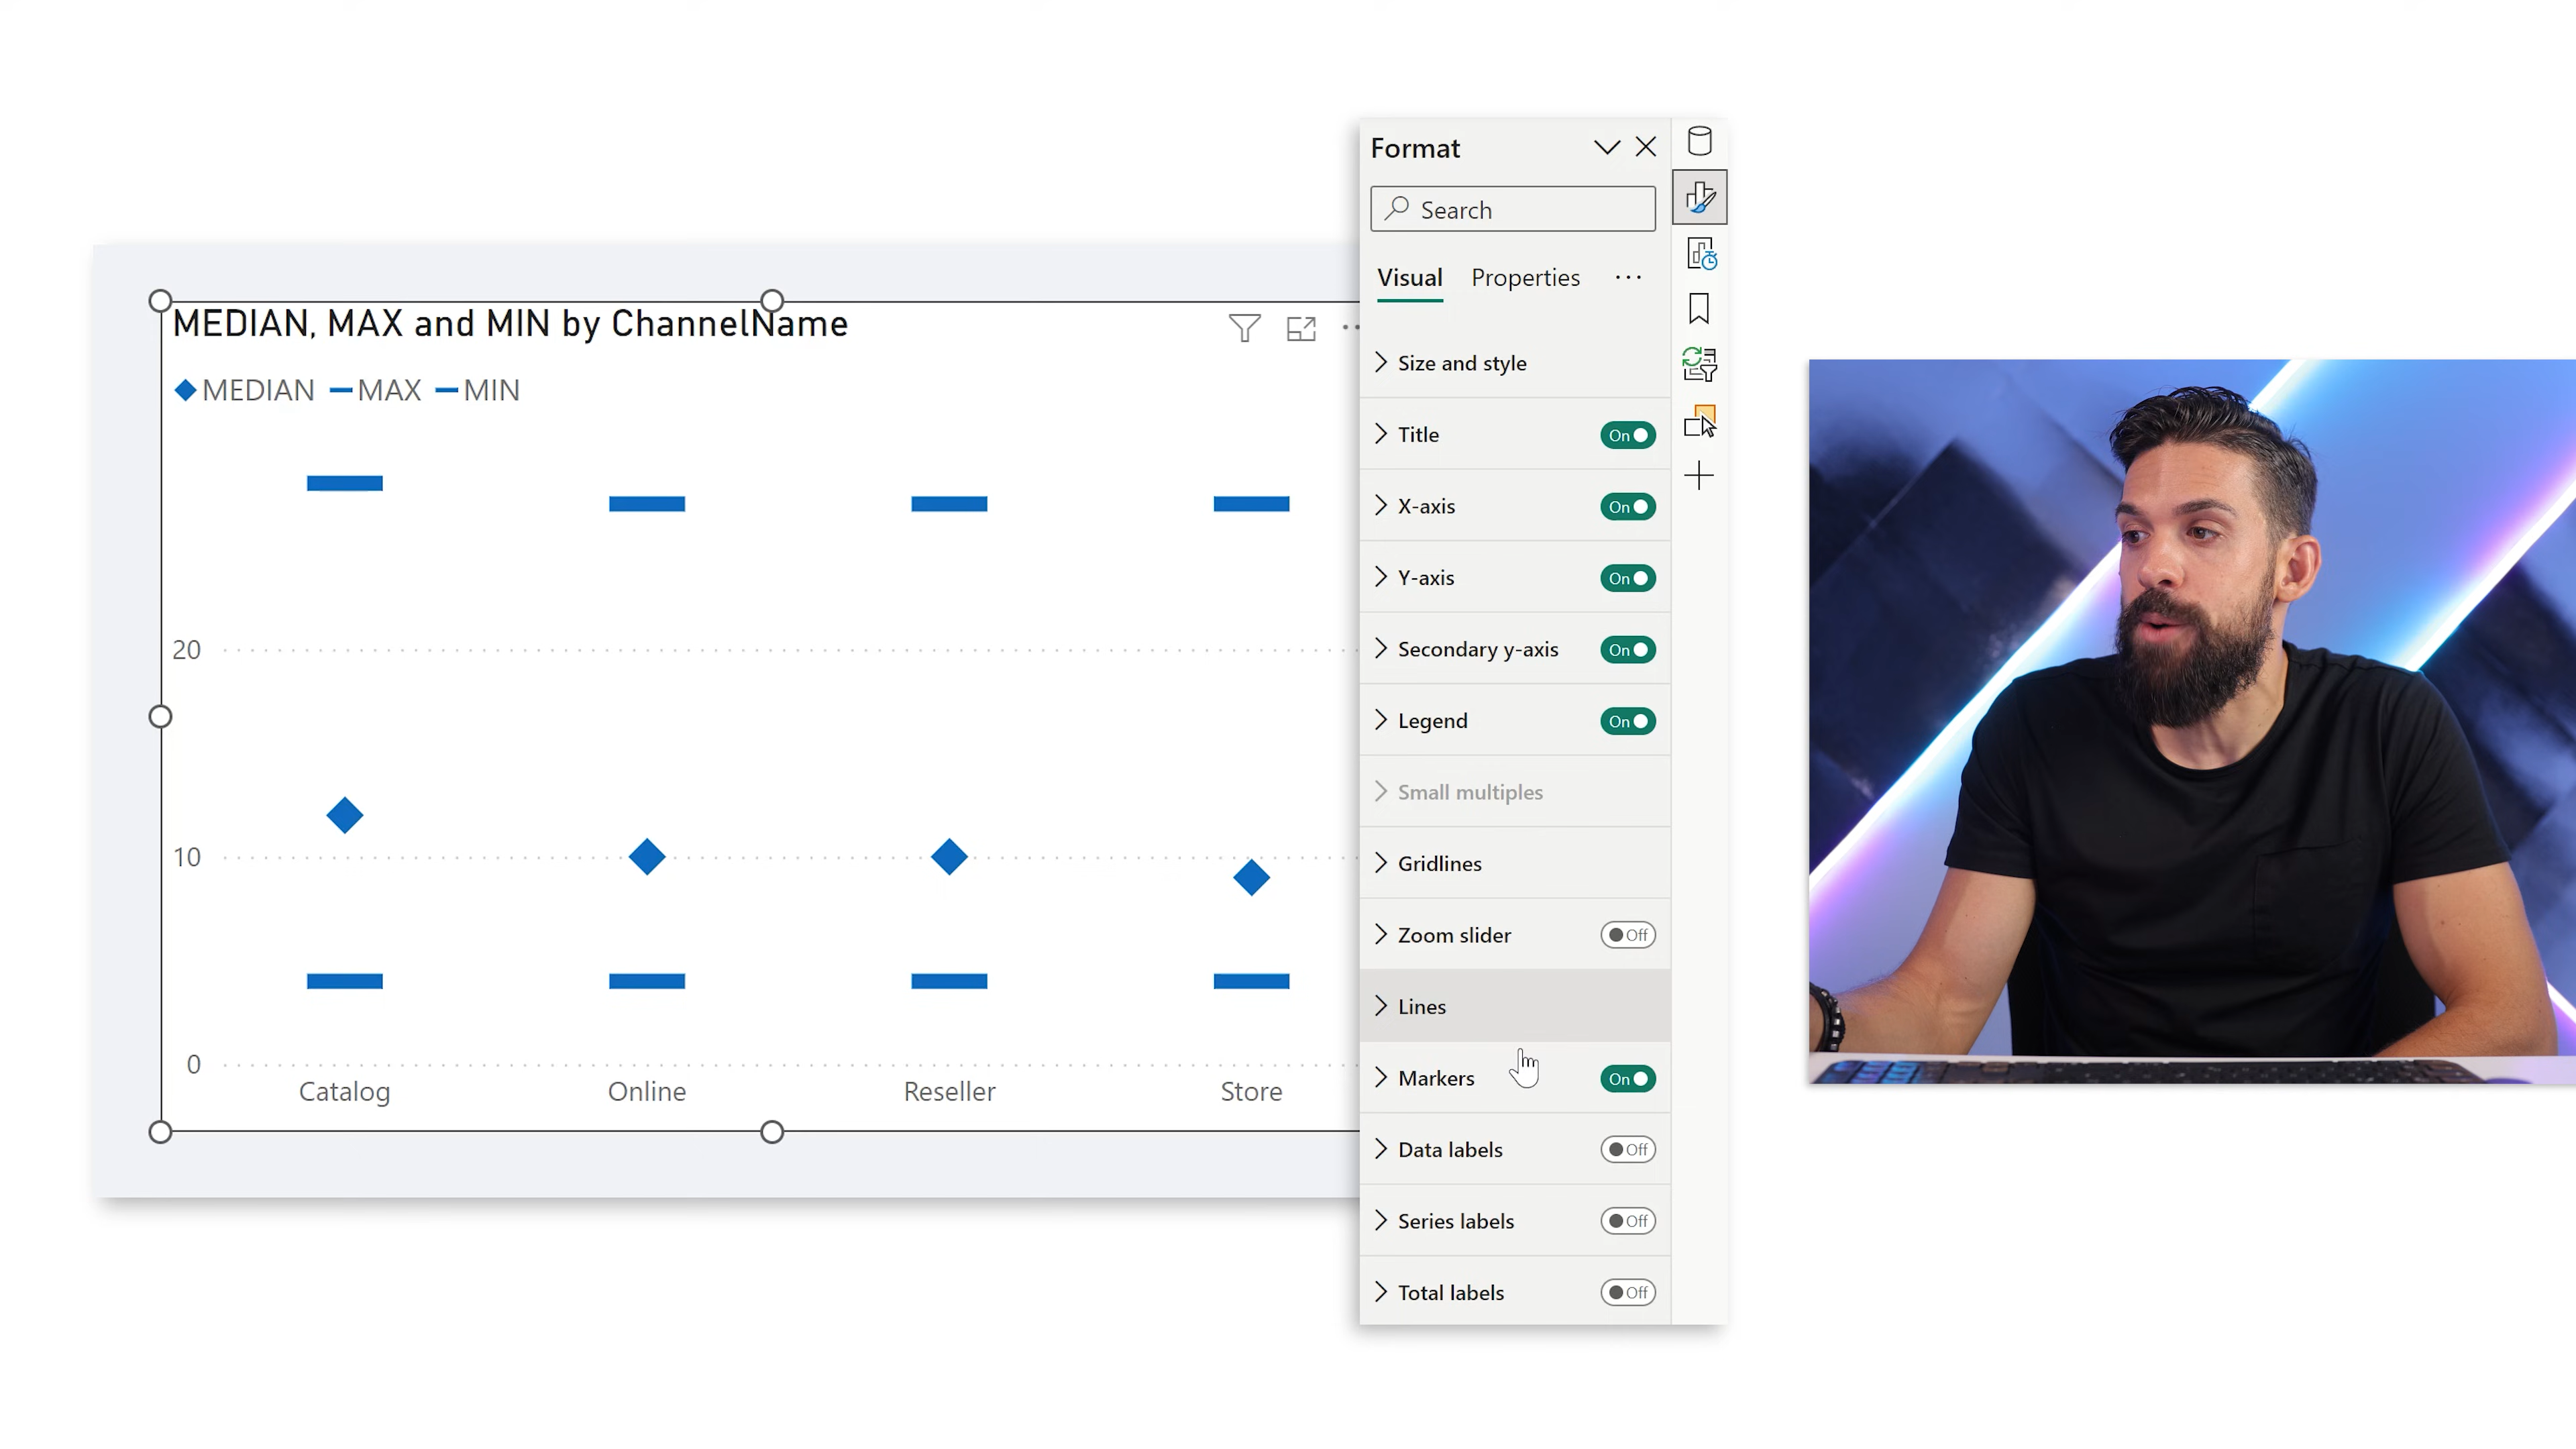 MEDIAN, MAX and MIN by ChannelName
MEDIAN MAX MIN
20
10
0
Catalog Online Reseller Store
Format
Search
Visual Properties
Size and style
Title On
X-axis On
Y-axis On
Secondary y-axis On
Legend On
Small multiples
Gridlines
Zoom slider Off
Lines
Markers On
Data labels Off
Series labels Off
Total labels Off